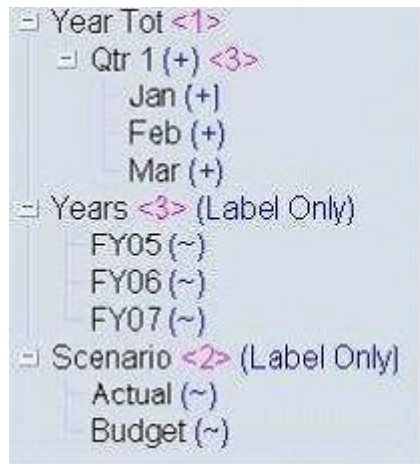 Year Tot <1>
Qtr 1 (+) <3>
Jan (+)
Feb (+)
Mar (+)
Years <3> (Label Only)
FY05 (~)
FY06 (~)
FY07 (~)
Scenario <2> (Label Only)
Actual (~)
Budget (~)